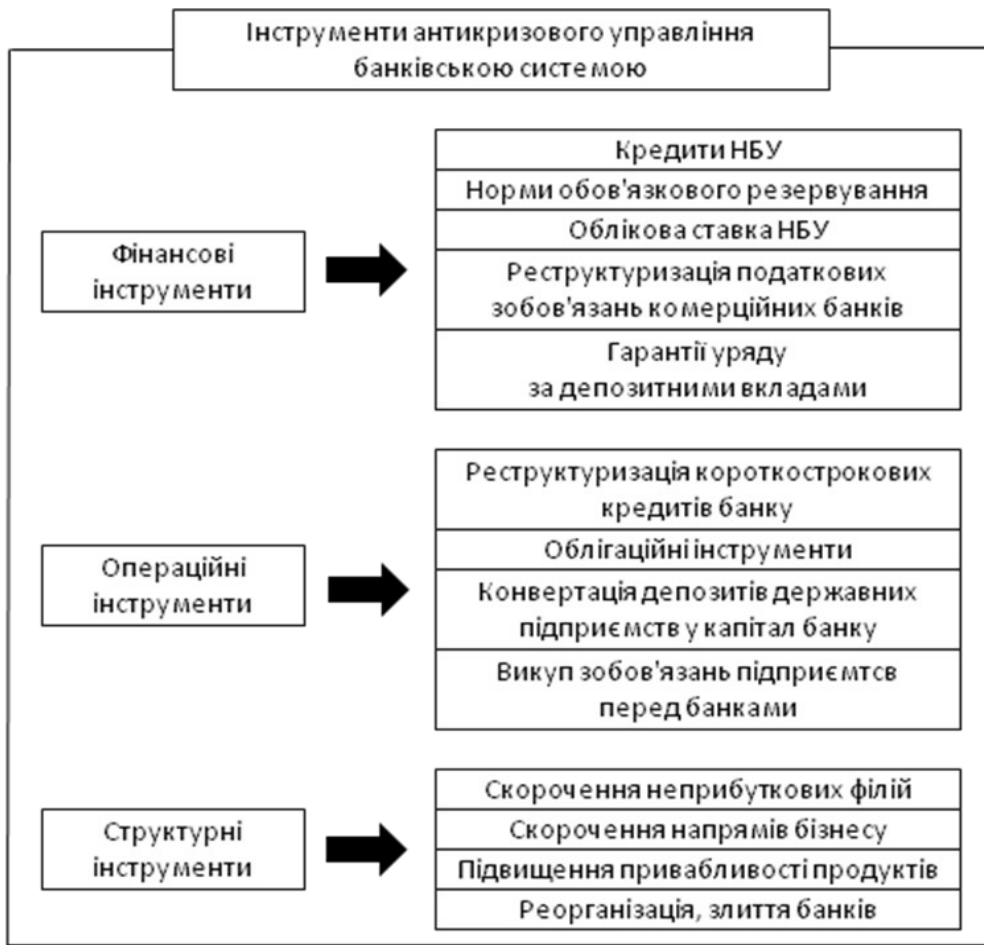 Інструменти антикризового управління
банківською системою
Фінансові
інструменти
Кредити НБУ
Норми обов'язкового резервування
Облікова ставка НБУ
Реструктуризація податкових
зобов'язань комерційних банків
Гарантії уряду
за депозитними вкладами
Операційні
інструменти
Реструктуризація короткострокових
кредитів банку
Облігаційні інструменти
Конвертація депозитів державних
підприємств у капітал банку
Викуп зобов'язань підприємтсв
перед банками
Структурні
інструменти
Скорочення неприбуткових філій
Скорочення напрямів бізнесу
Підвищення привабливості продуктів
Реорганізація, злиття банків